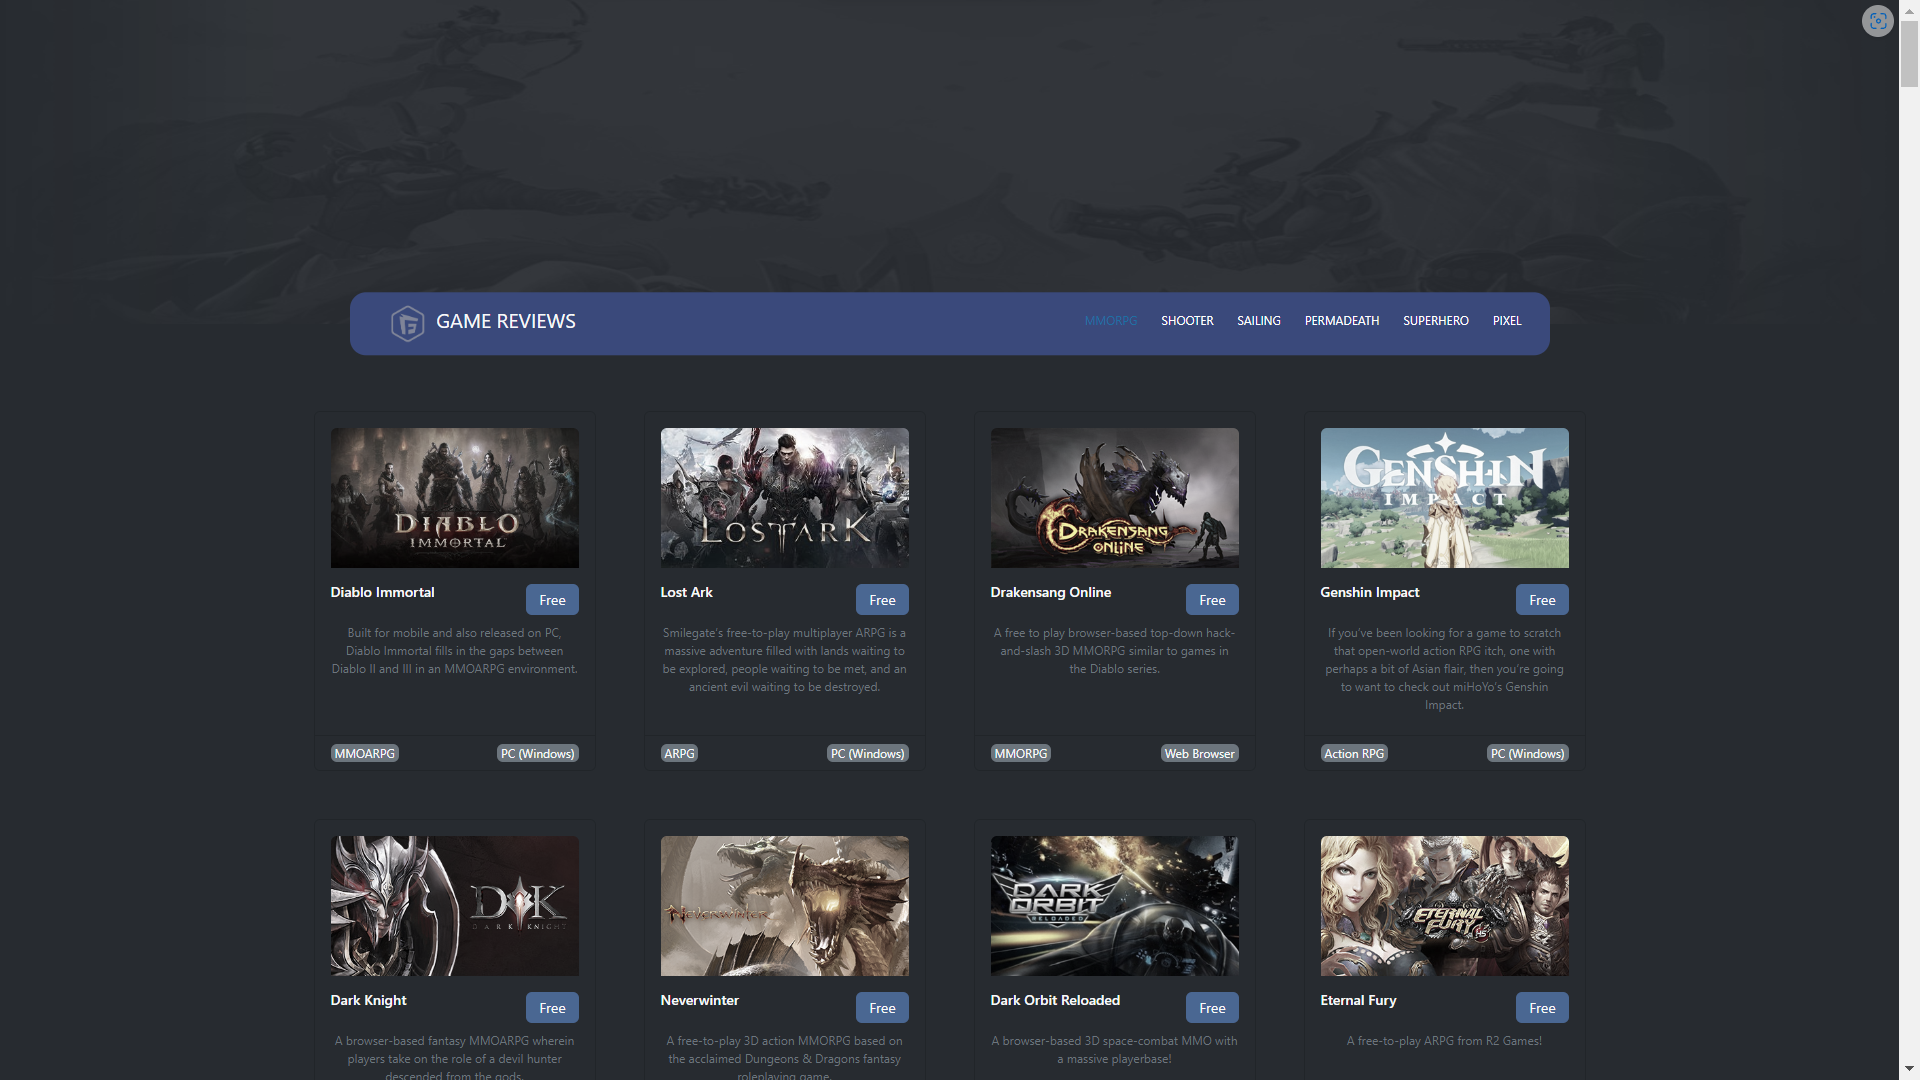 GAME REVIEWS
MMORPG SHOOTER SAILING PERMADEATH SUPERHERO PIXEL
DIABLO
IMMORTAL
LOST ARK
DRAKENSANG
ONLINE
GENSHIN
IMPACT
Diablo Immortal
Free
Built for mobile and also released on PC,
Diablo Immortal fills in the gaps between
Diablo II and III in an MMOARPG environment.
MMOARPG PC (Windows)
Lost Ark
Free
Smilegate's free-to-play multiplayer ARPG is a
massive adventure filled with lands waiting to
be explored, people waiting to be met, and an
ancient evil waiting to be destroyed.
ARPG PC (Windows)
Drakensang Online
Free
A free to play browser-based top-down hack-
and-slash 3D MMORPG similar to games in
the Diablo series.
MMORPG Web Browser
Genshin Impact
Free
If you've been looking for a game to scratch
that open-world action RPG itch, one with
perhaps a bit of Asian flair, then you're going
to want to check out miHoYo's Genshin
Impact.
Action RPG PC (Windows)
DK
DARK KNIGHT
NEVERWINTER
DARK
ORBIT
RELOADED
ETERNAL
FURY
Dark Knight
Free
A browser-based fantasy MMOARPG wherein
players take on the role of a devil hunter
descended from the gods.
Neverwinter
Free
A free-to-play 3D action MMORPG based on
the acclaimed Dungeons & Dragons fantasy
roleplaying game.
Dark Orbit Reloaded
Free
A browser-based 3D space-combat MMO with
a massive playerbase!
Eternal Fury
Free
A free-to-play ARPG from R2 Games!